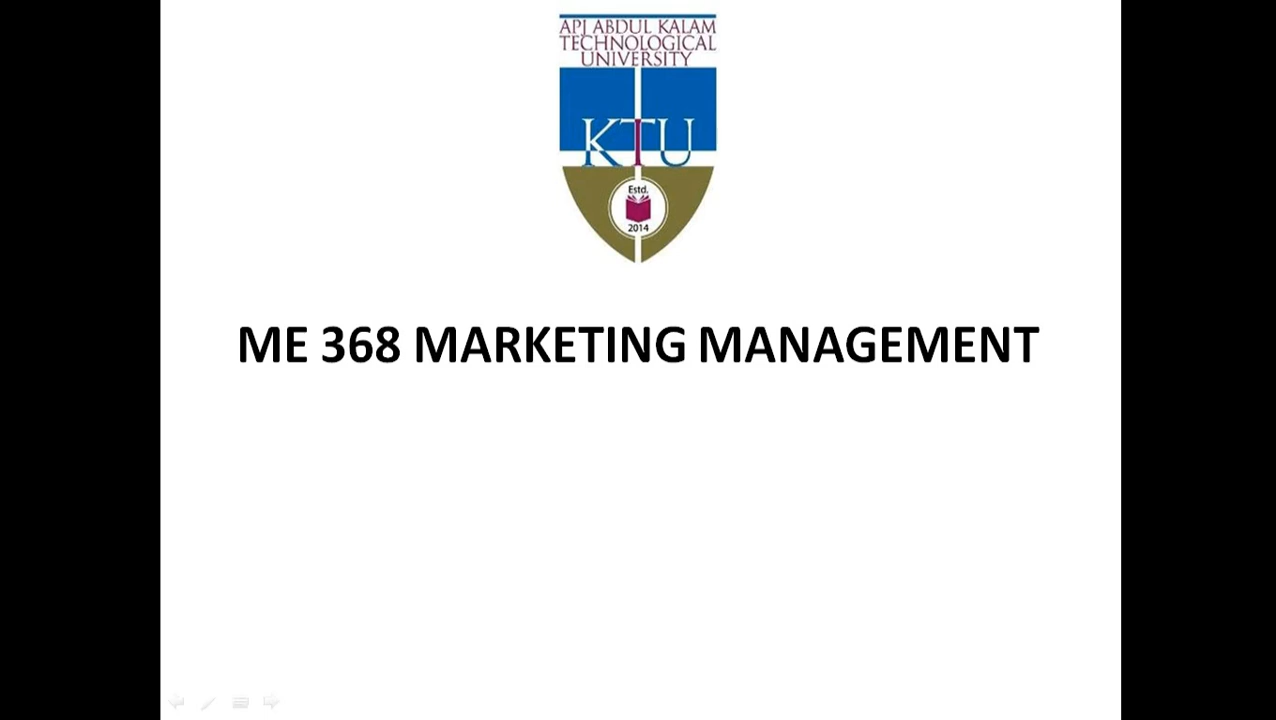 APJ ABDUL KALAM
TECHNOLOGICAL
UNIVERSITY
KTU
Estd.
2014
ME 368 MARKETING MANAGEMENT